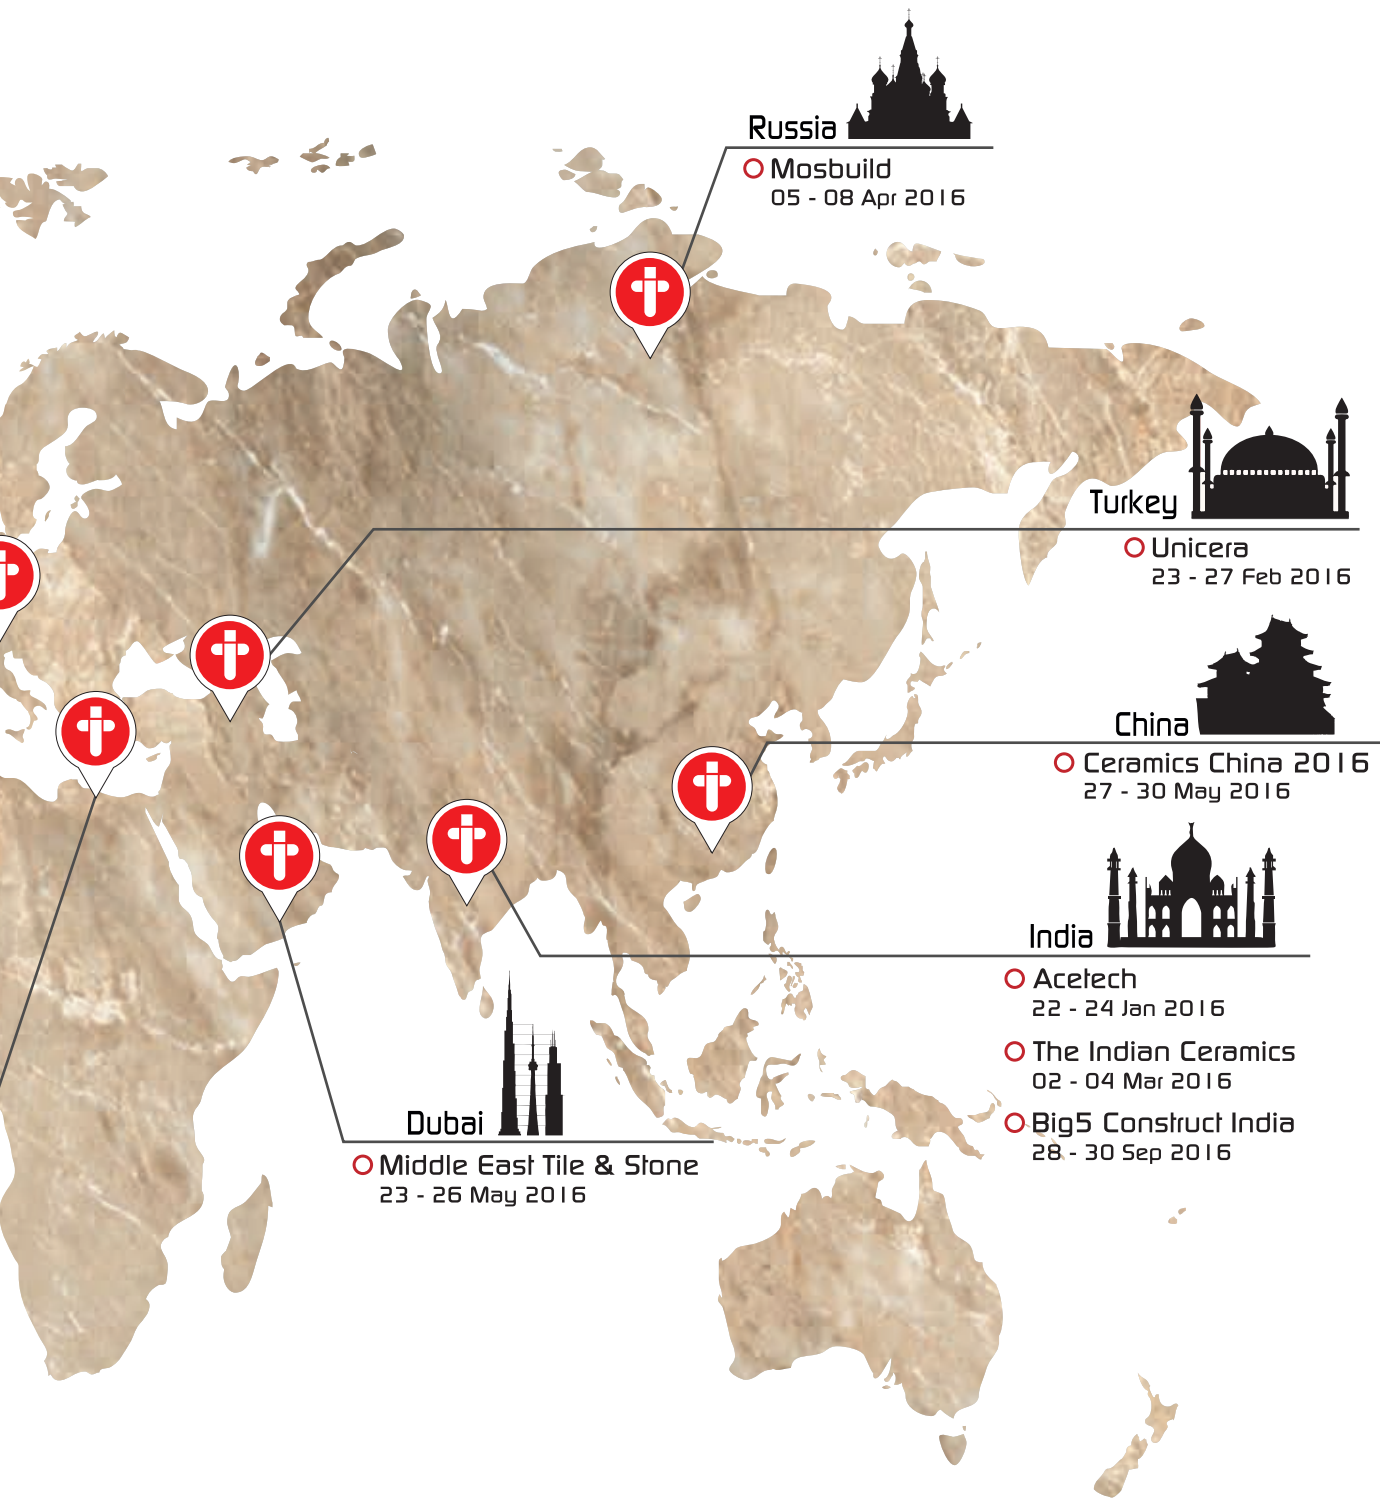 Russia
Mosbuild
05 - 08 Apr 2016
Turkey
Unicera
23 - 27 Feb 2016
China
Ceramics China 2016
27 - 30 May 2016
India
Acetech
22 - 24 Jan 2016
The Indian Ceramics
02 - 04 Mar 2016
Big5 Construct India
28 - 30 Sep 2016
Dubai
Middle East Tile & Stone
23 - 26 May 2016